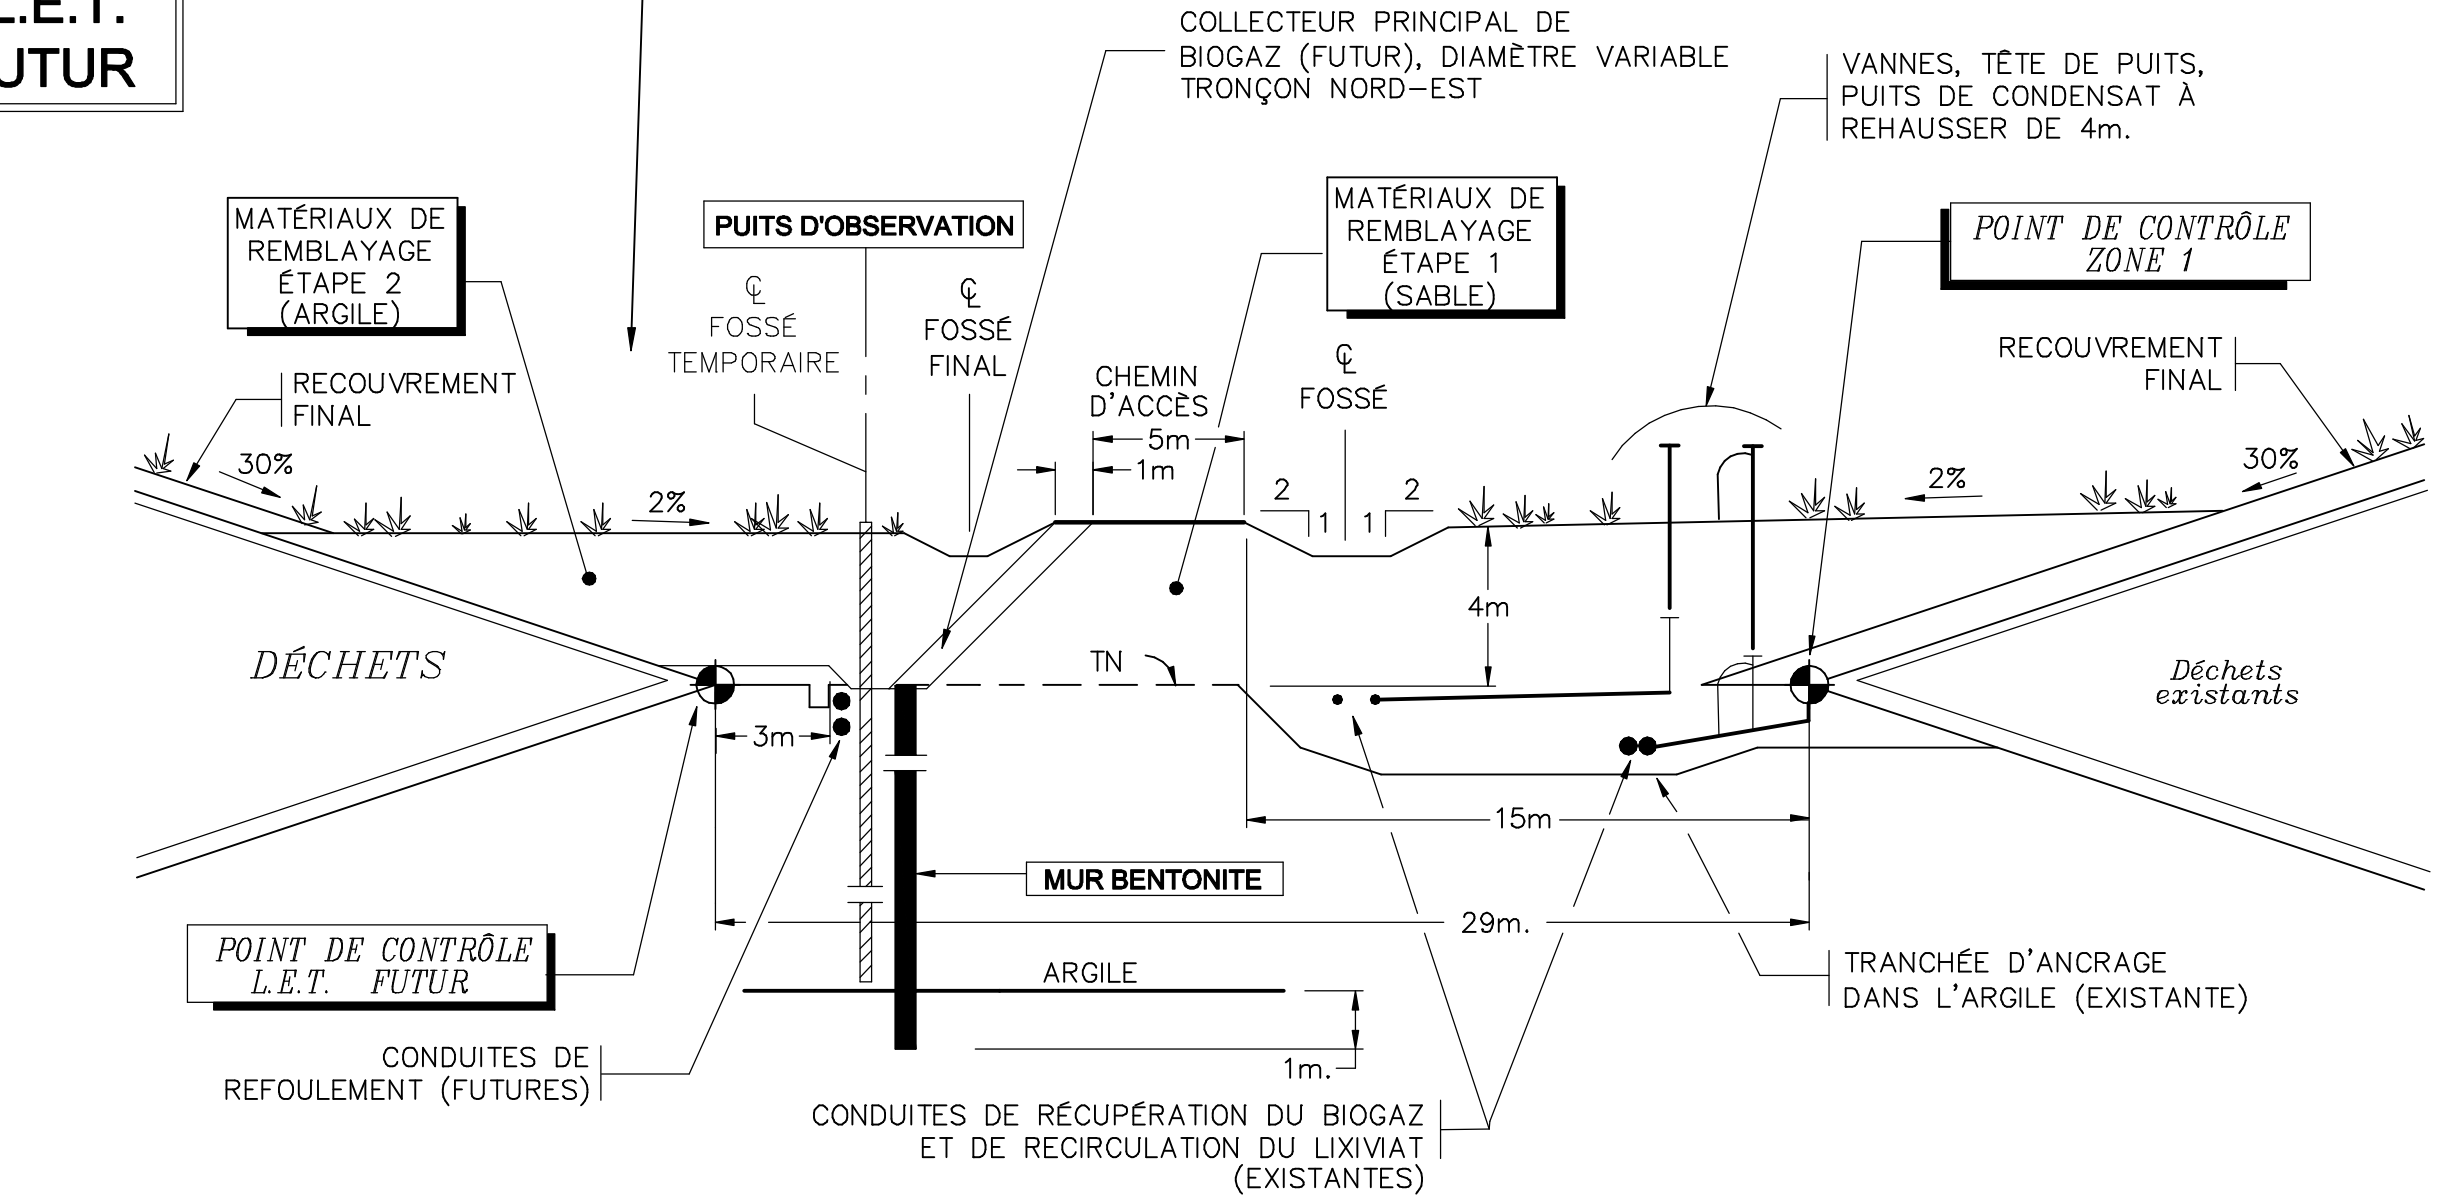 L.E.T.
FUTUR
COLLECTEUR PRINCIPAL DE
BIOGAZ (FUTUR), DIAMÈTRE VARIABLE
TRONÇON NORD-EST
VANNES, TÊTE DE PUITS,
PUITS DE CONDENSAT À
REHAUSSER DE 4m.
MATÉRIAUX DE
REMBLAYAGE
ÉTAPE 2
(ARGILE)
PUITS D'OBSERVATION
MATÉRIAUX DE
REMBLAYAGE
ÉTAPE 1
(SABLE)
POINT DE CONTRÔLE
ZONE 1
℄
FOSSÉ
TEMPORAIRE
℄
FOSSÉ
FINAL
CHEMIN
D'ACCÈS
℄
FOSSÉ
RECOUVREMENT
FINAL
RECOUVREMENT
FINAL
5m
1m
30%
2%
2
1
1
2
2%
30%
4m
DÉCHETS
TN
Déchets
existants
3m
15m
MUR BENTONITE
29m.
POINT DE CONTRÔLE
L.E.T. FUTUR
ARGILE
TRANCHÉE D'ANCRAGE
DANS L'ARGILE (EXISTANTE)
CONDUITES DE
REFOULEMENT (FUTURES)
1m.
CONDUITES DE RÉCUPÉRATION DU BIOGAZ
ET DE RECIRCULATION DU LIXIVIAT
(EXISTANTES)